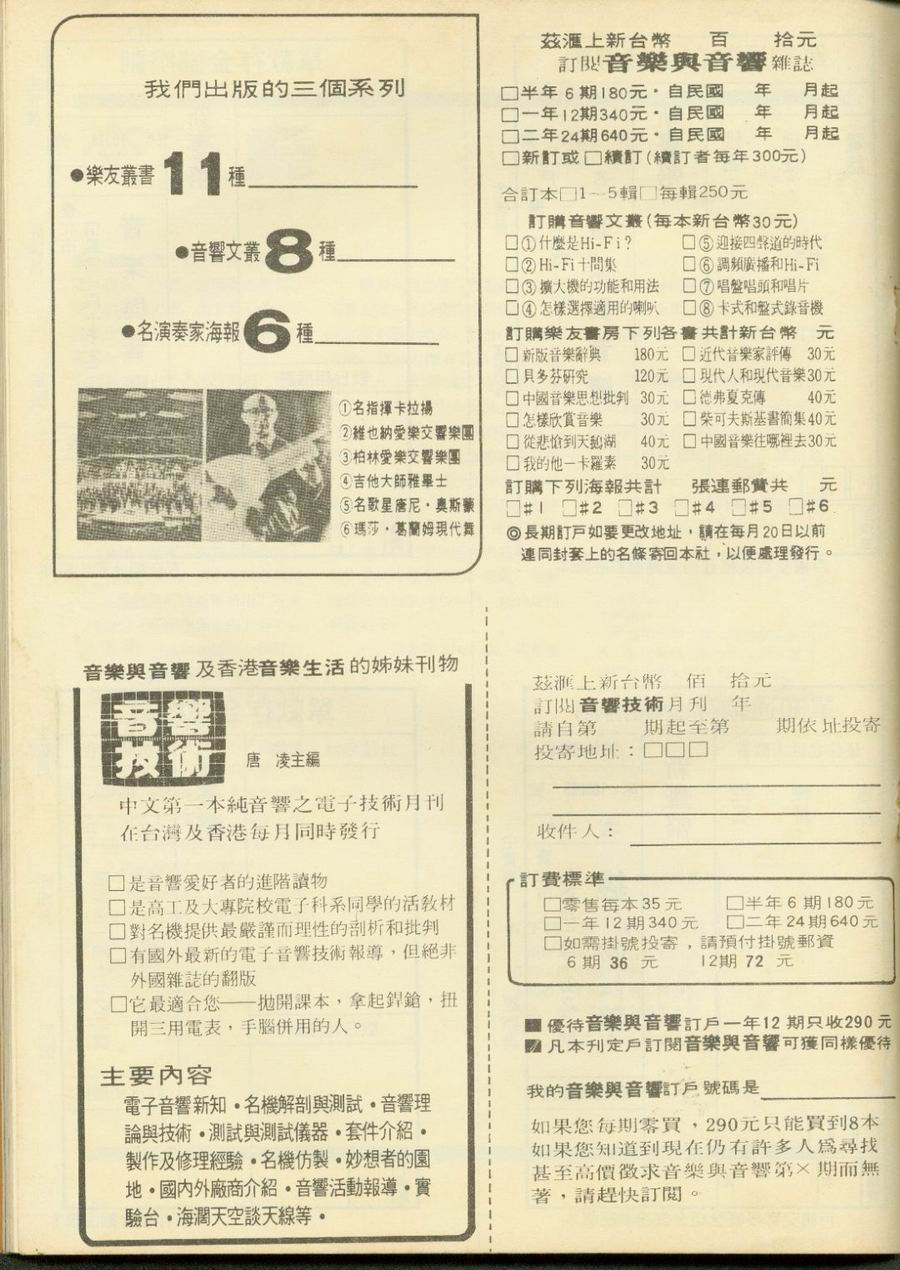 我們出版的三個系列
●樂友叢書11種
●音響文叢8種
●名演奏家海報6種
①名指揮卡拉揚
②維也納愛樂交響樂團
③柏林愛樂交響樂團
④吉他大師雅畢士
⑤名歌星唐尼·奧斯蒙
⑥瑪莎·葛蘭姆現代舞
茲滙上新台幣 百 拾元
訂閱音樂與音響雜誌
□半年6期180元·自民國 年 月起
□一年12期340元·自民國 年 月起
□二年24期640元·自民國 年 月起
□新訂或□續訂(續訂者每年300元)
合訂本□1~5輯□每輯250元
訂購音響文叢(每本新台幣30元)
□①什麼是Hi-Fi? □⑤迎接四聲道的時代
□②Hi-Fi十問集 □⑥調頻廣播和Hi-Fi
□③擴大機的功能和用法 □⑦唱盤唱頭和唱片
□④怎樣選擇適用的喇叭 □⑧卡式和盤式錄音機
訂購樂友書房下列各書共計新台幣 元
□新版音樂辭典 180元 □近代音樂家評傳 30元
□貝多芬研究 120元 □現代人和現代音樂30元
□中國音樂思想批判 30元 □德弗夏克傳 40元
□怎樣欣賞音樂 30元 □柴可夫斯基書簡集40元
□從悲愴到天鵝湖 40元 □中國音樂往哪裡去30元
□我的他—卡羅素 30元
訂購下列海報共計 張連郵費共 元
□♯1 □♯2 □♯3 □♯4 □♯5 □♯6
◎長期訂戶如要更改地址,請在每月20日以前
連同封套上的名條寄回本社,以便處理發行。
音樂與音響及香港音樂生活的姊妹刊物
音響
技術
唐 凌主編
中文第一本純音響之電子技術月刊
在台灣及香港每月同時發行
□是音響愛好者的進階讀物
□是高工及大專院校電子科系同學的活教材
□對名機提供最嚴謹而理性的剖析和批判
□有國外最新的電子音響技術報導,但絕非
外國雜誌的翻版
□它最適合您——拋開課本,拿起銲鎗,扭
開三用電表,手腦併用的人。
主要內容
電子音響新知·名機解剖與測試·音響理
論與技術·測試與測試儀器·套件介紹·
製作及修理經驗·名機仿製·妙想者的園
地·國內外廠商介紹·音響活動報導·實
驗台·海濶天空談天線等·
茲滙上新台幣 佰 拾元
訂閱音響技術月刊 年
請自第 期起至第 期依址投寄
投寄地址:□□□
收件人:
訂費標準
□零售每本35元 □半年6期180元
□一年12期340元 □二年24期640元
□如需掛號投寄,請預付掛號郵資
6期 36 元 12期 72 元
■優待音樂與音響訂戶一年12期只收290元
■凡本刋定戶訂閱音樂與音響可獲同樣優待
我的音樂與音響訂戶號碼是
如果您每期零買,290元只能買到8本
如果您知道到現在仍有許多人爲尋找
甚至高價徵求音樂與音響第×期而無
著,請趕快訂閱。